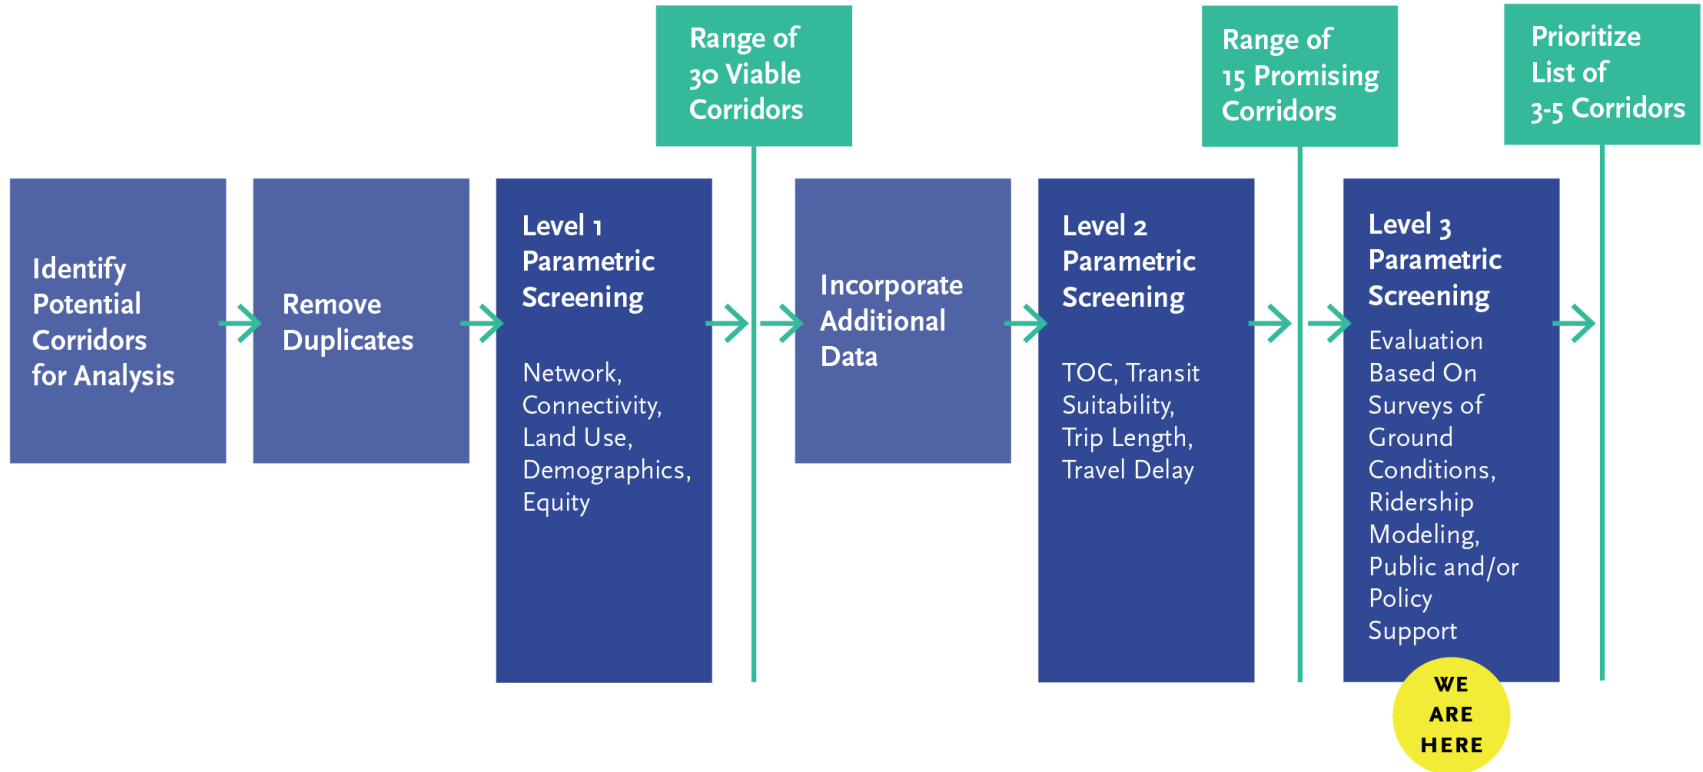 Range of
30 Viable
Corridors
Range of
15 Promising
Corridors
Prioritize
List of
3-5 Corridors
Identify
Potential
Corridors
for Analysis
Remove
Duplicates
Level 1
Parametric
Screening
Network,
Connectivity,
Land Use,
Demographics,
Equity
Incorporate
Additional
Data
Level 2
Parametric
Screening
TOC, Transit
Suitability,
Trip Length,
Travel Delay
Level 3
Parametric
Screening
Evaluation
Based On
Surveys of
Ground
Conditions,
Ridership
Modeling,
Public and/or
Policy
Support
WE
ARE
HERE